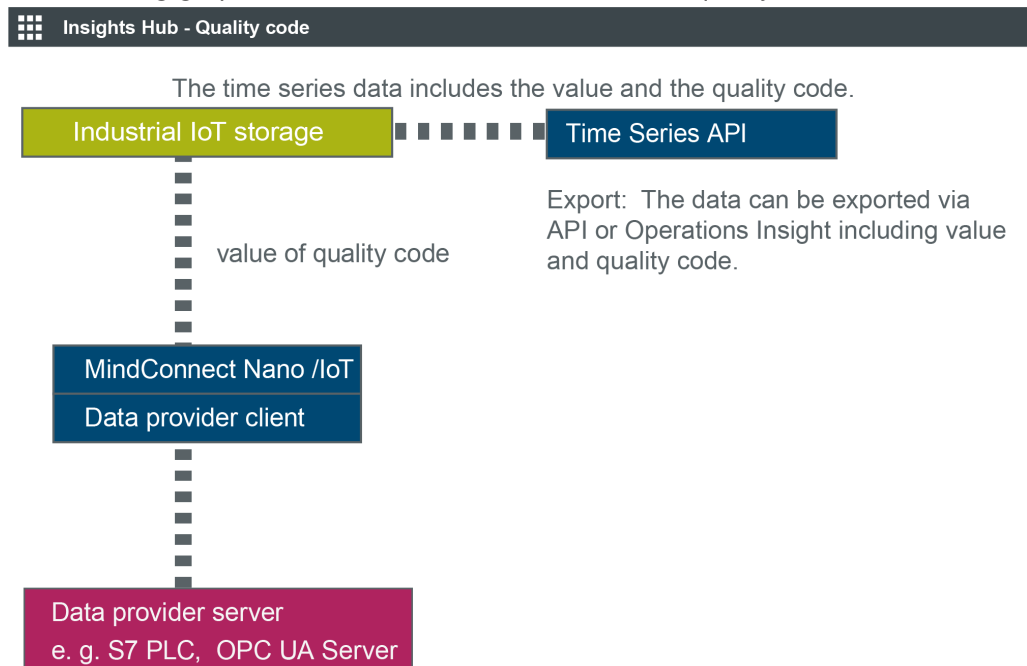 Insights Hub - Quality code
The time series data includes the value and the quality code.
Industrial IoT storage
Time Series API
Export: The data can be exported via
API or Operations Insight including value
and quality code.
value of quality code
MindConnect Nano /IoT
Data provider client
Data provider server
e. g. S7 PLC, OPC UA Server